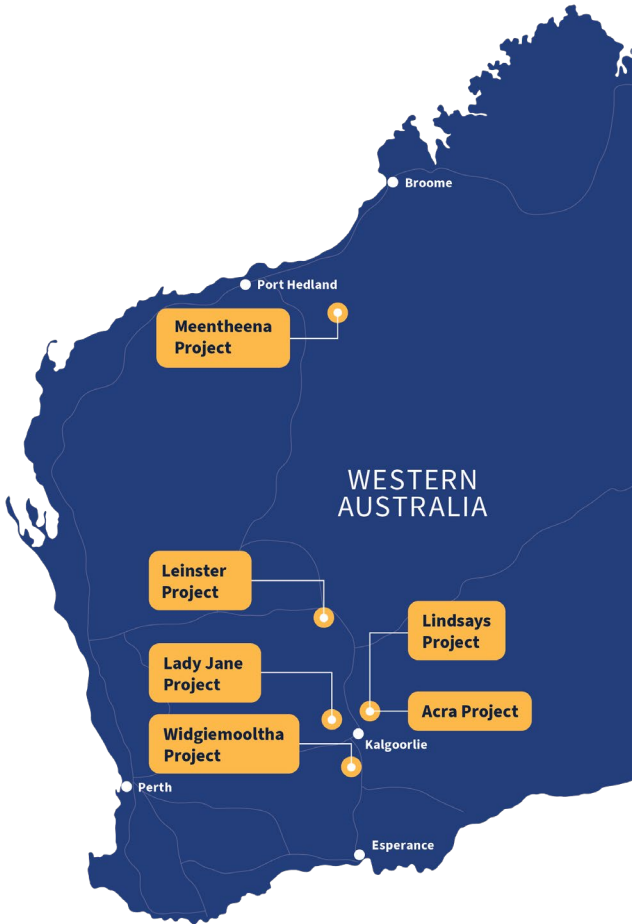 Broome
Port Hedland
Meentheena
Project
WESTERN
AUSTRALIA
Leinster
Project
Lindsays
Project
Lady Jane
Project
Acra Project
Widgiemooltha
Project
Kalgoorlie
Perth
Esperance